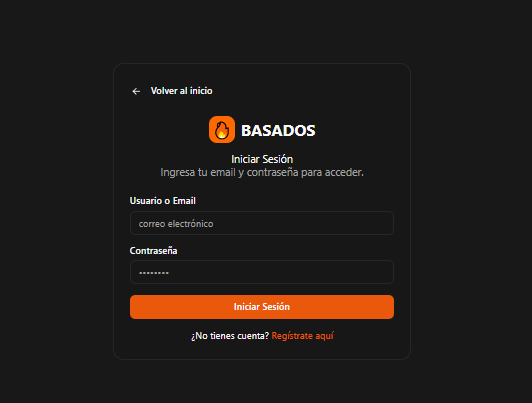 Volver al inicio
BASADOS
Iniciar Sesión
Ingresa tu email y contraseña para acceder.
Usuario o Email
correo electrónico
Contraseña
••••••••
Iniciar Sesión
¿No tienes cuenta? Regístrate aquí